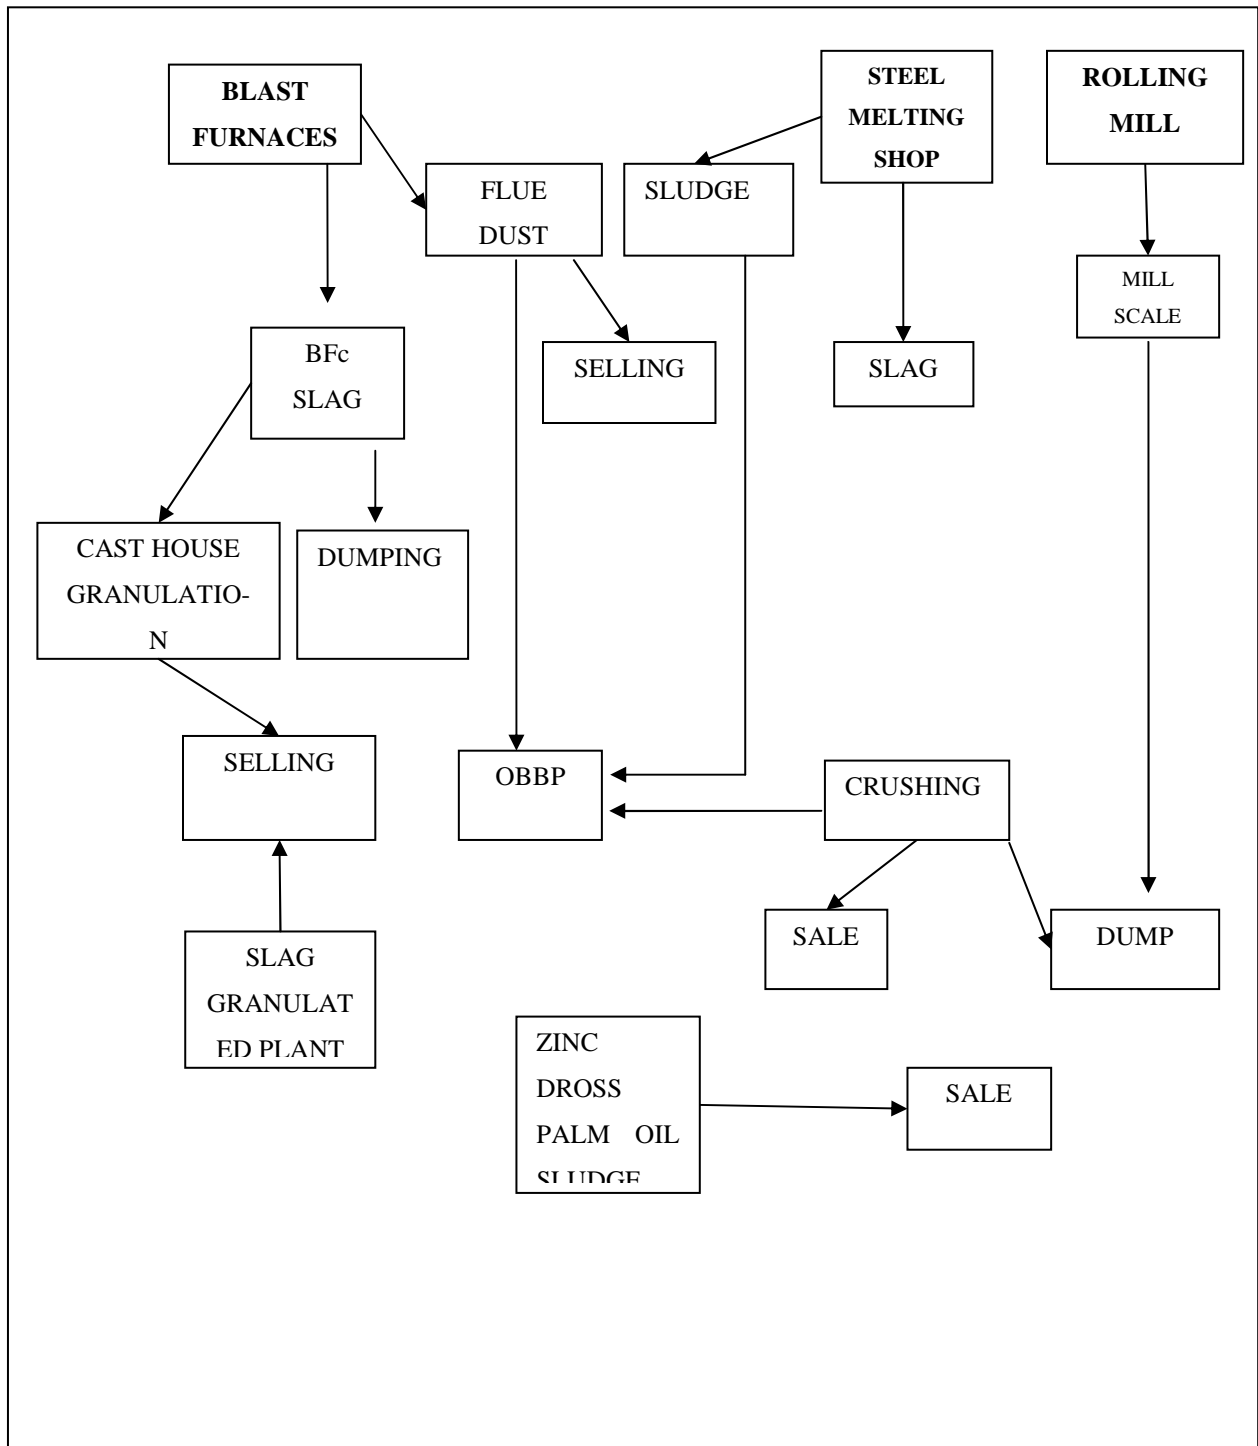 BLAST
FURNACES
STEEL
MELTING
SHOP
ROLLING
MILL
FLUE
DUST
SLUDGE
MILL
SCALE
BFc
SLAG
SELLING
SLAG
CAST HOUSE
GRANULATIO-
N
DUMPING
SELLING
OBBP
CRUSHING
SLAG
GRANULAT
ED PLANT
SALE
DUMP
ZINC
DROSS
PALM OIL
SLUDGE
SALE